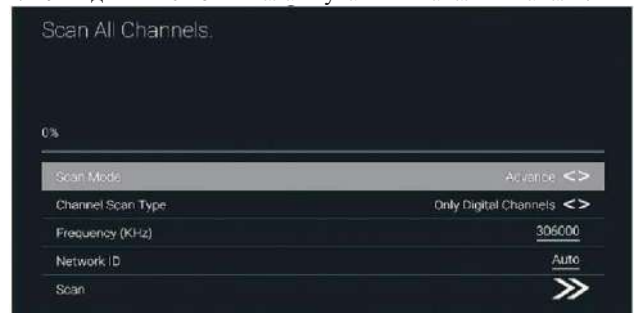 Scan All Channels.
0%
Scan Mode Advance <>
Channel Scan Type Only Digital Channels <>
Frequency (KHz) 306000
Network ID Auto
Scan